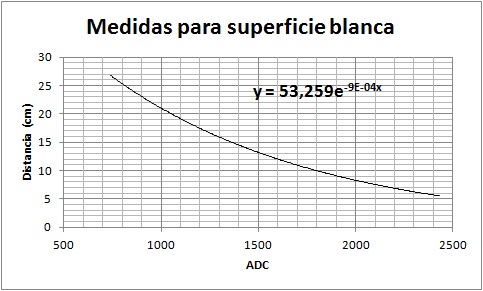 Medidas para superficie blanca
30
25
20
15
10
5
0
Distancia (cm)
y = 53,259e-9E-04x
500 1000 1500 2000 2500
ADC